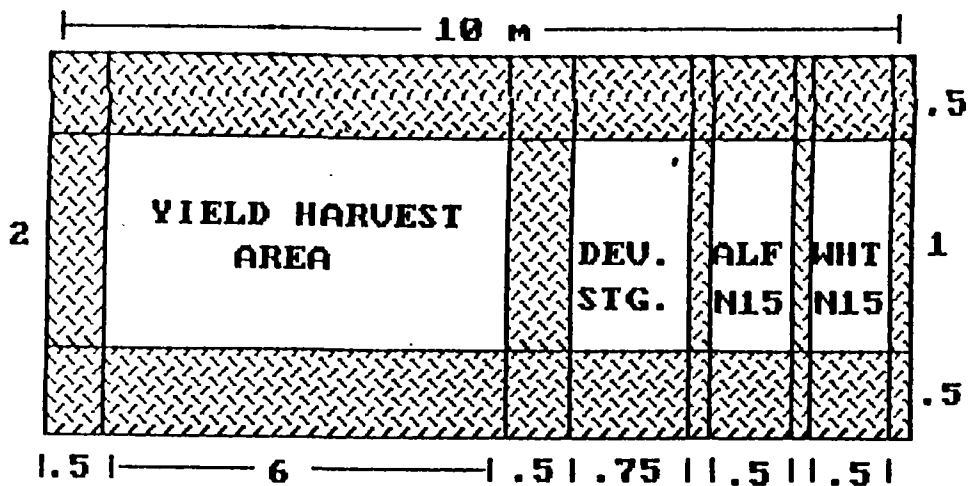 10 M
.5
YIELD HARVEST
AREA
2
DEV.
STG.
ALF
N15
WHT
N15
1
.5
.5 6 .5 .75 .5 .5